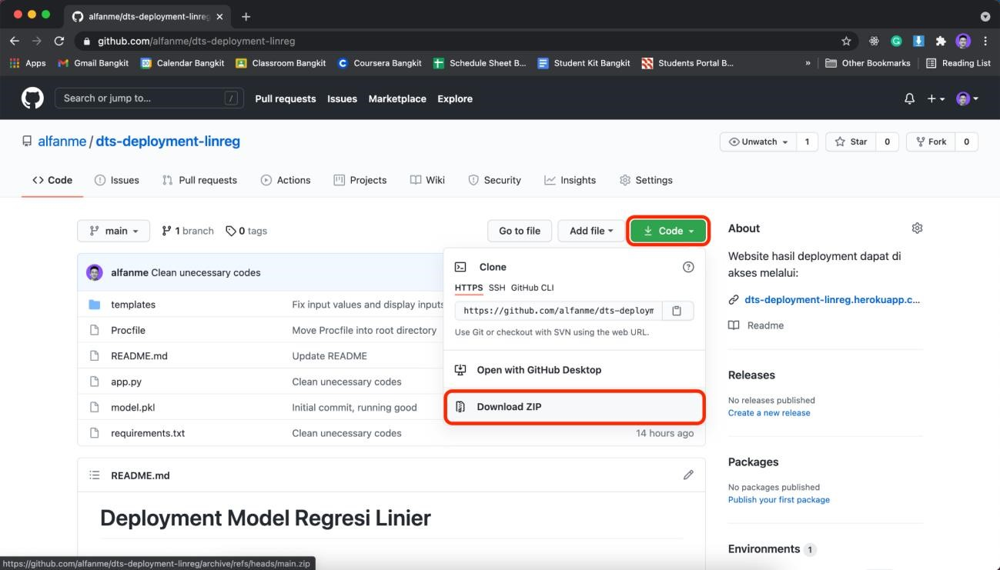 alfanme/dts-deployment-linreg
github.com/alfanme/dts-deployment-linreg
Apps Gmail Bangkit Calendar Bangkit Classroom Bangkit Coursera Bangkit Schedule Sheet B... Student Kit Bangkit Students Portal B... » Other Bookmarks Reading List
Search or jump to... / Pull requests Issues Marketplace Explore
alfanme / dts-deployment-linreg Unwatch 1 Star 0 Fork 0
Code Issues Pull requests Actions Projects Wiki Security Insights Settings
main 1 branch 0 tags Go to file Add file Code
alfanme Clean unecessary codes
templates Fix input values and display inputs
Procfile Move Procfile into root directory
README.md Update README
app.py Clean unecessary codes
model.pkl Initial commit, running good
requirements.txt Clean unecessary codes 14 hours ago
Clone
HTTPS SSH GitHub CLI
https://github.com/alfanme/dts-deploym
Use Git or checkout with SVN using the web URL.
Open with GitHub Desktop
Download ZIP
README.md
Deployment Model Regresi Linier
About
Website hasil deployment dapat di
akses melalui:
dts-deployment-linreg.herokuapp.c...
Readme
Releases
No releases published
Create a new release
Packages
No packages published
Publish your first package
Environments 1
https://github.com/alfanme/dts-deployment-linreg/archive/refs/heads/main.zip